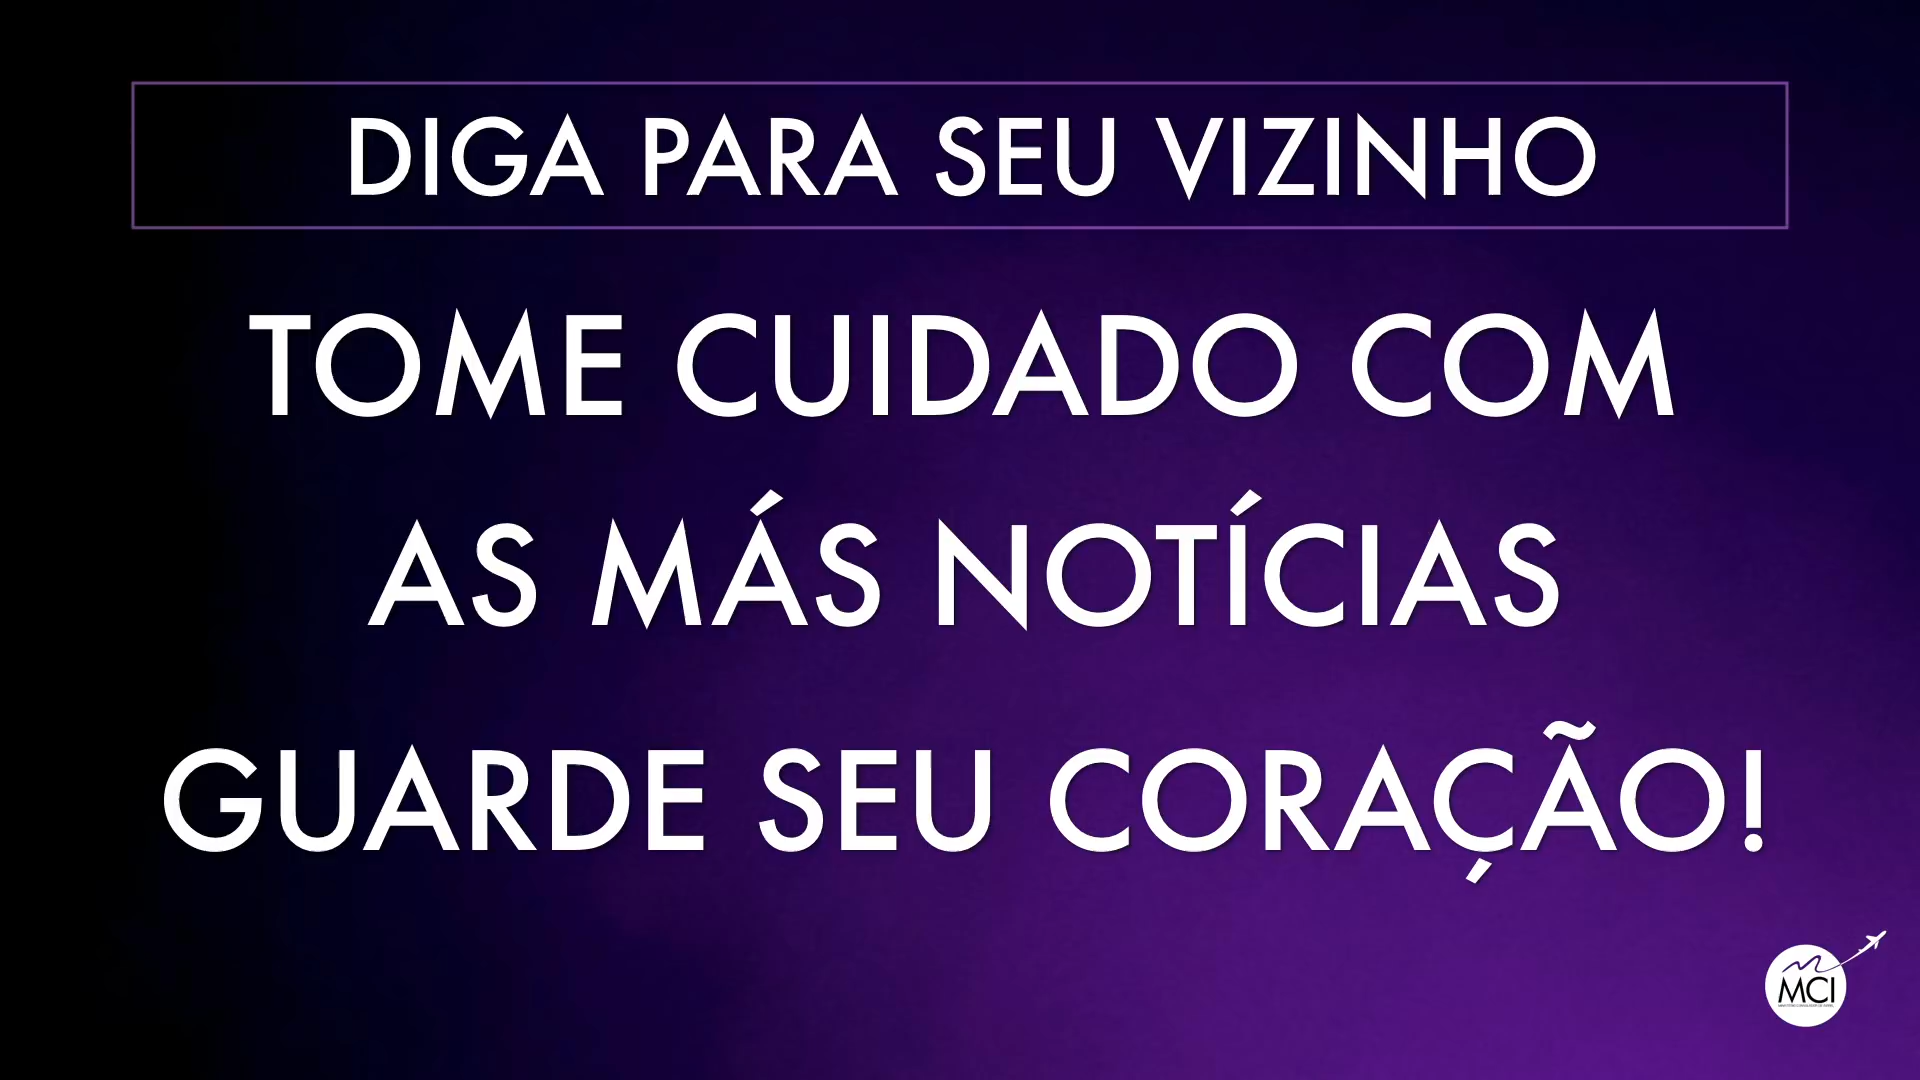 DIGA PARA SEU VIZINHO
TOME CUIDADO COM
AS MÁS NOTÍCIAS
GUARDE SEU CORAÇÃO!
MCI